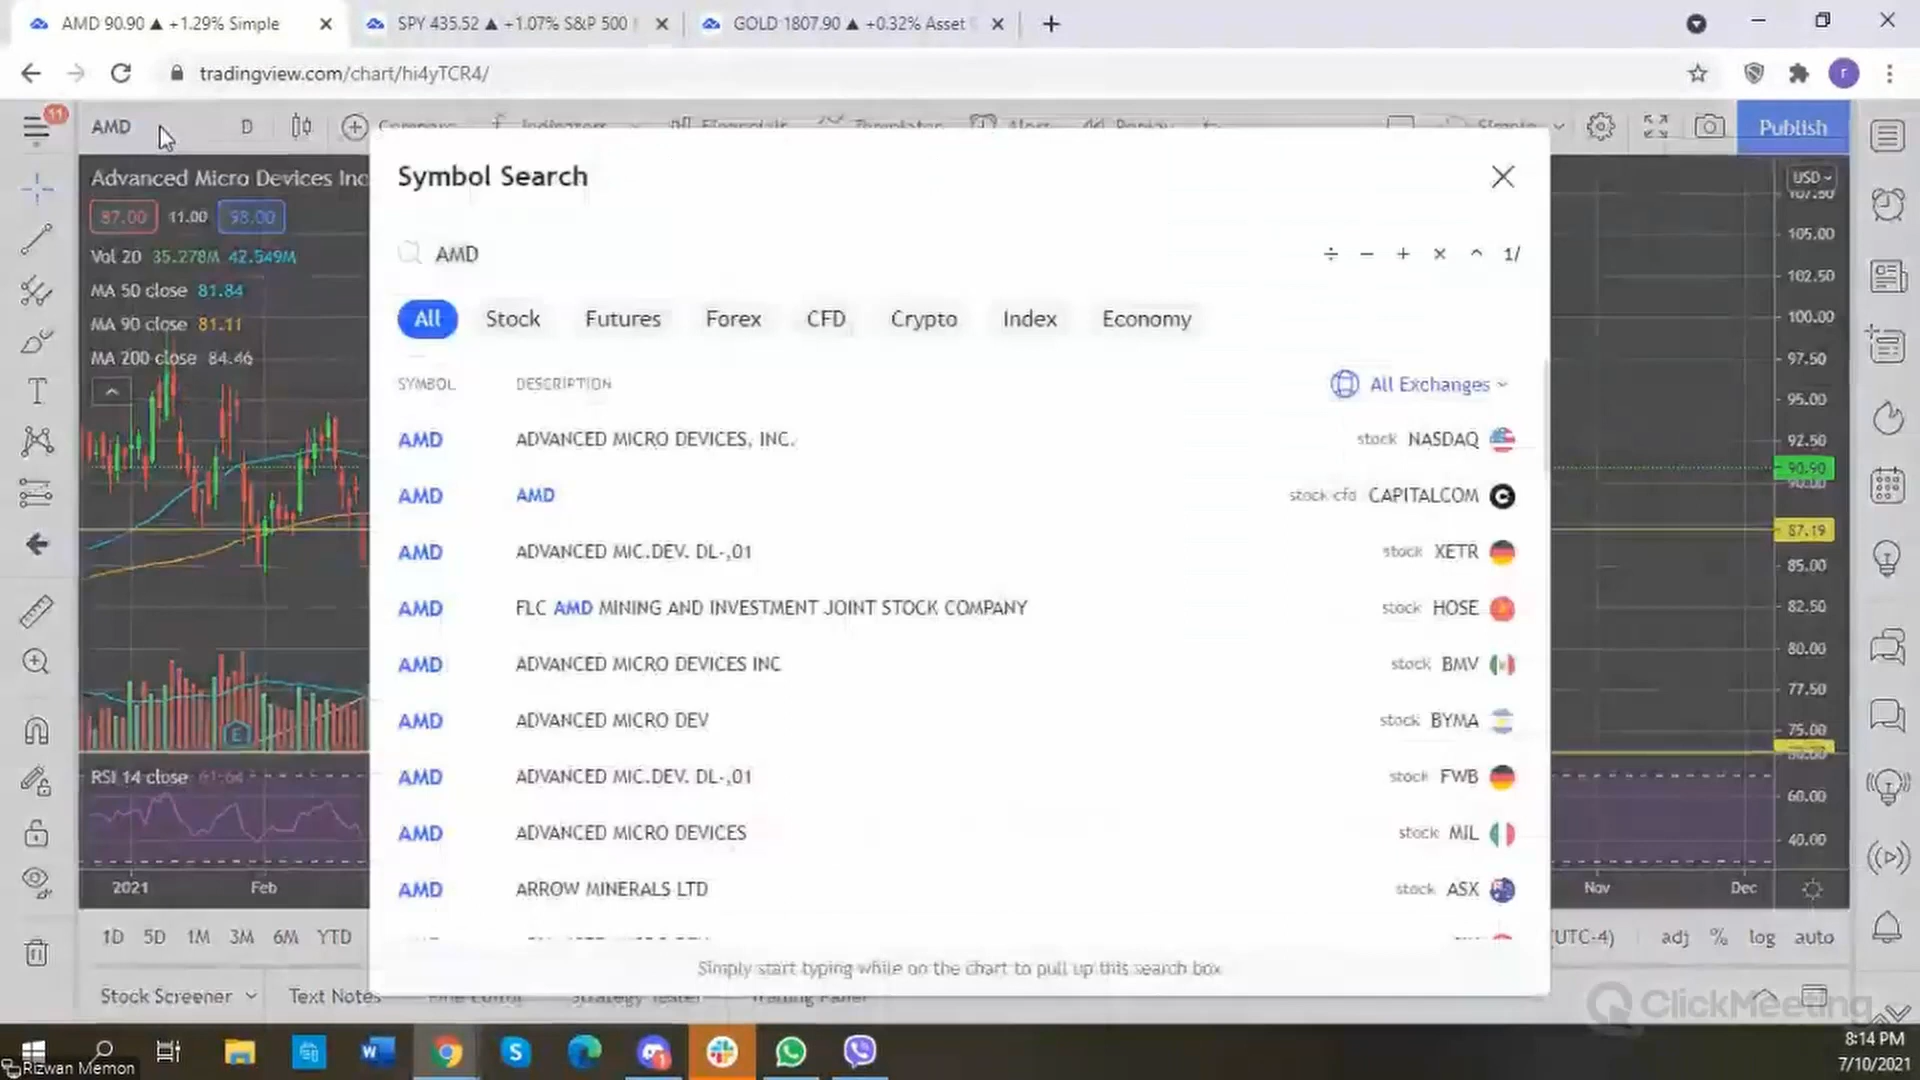 AMD 90.90 ▲ +1.29% Simple
SPY 435.52 ▲ +1.07% S&P 500
GOLD 1807.90 ▲ +0.32% Asset
tradingview.com/chart/hi4yTCR4/
r
11
AMD
D
Publish
Advanced Micro Devices Inc
87.00 11.00 98.00
Vol 20 35.278M 42.549M
MA 50 close 81.84
MA 90 close 81.11
MA 200 close 84.46
RSI 14 close 61.64
2021 Feb
Symbol Search
AMD
÷ − + × ^ 1/
All Stock Futures Forex CFD Crypto Index Economy
SYMBOL DESCRIPTION All Exchanges
AMD ADVANCED MICRO DEVICES, INC. stock NASDAQ
AMD AMD stock cfd CAPITALCOM
AMD ADVANCED MIC.DEV. DL-,01 stock XETR
AMD FLC AMD MINING AND INVESTMENT JOINT STOCK COMPANY stock HOSE
AMD ADVANCED MICRO DEVICES INC stock BMV
AMD ADVANCED MICRO DEV stock BYMA
AMD ADVANCED MIC.DEV. DL-,01 stock FWB
AMD ADVANCED MICRO DEVICES stock MIL
AMD ARROW MINERALS LTD stock ASX
Simply start typing while on the chart to pull up this search box
USD
107.50
105.00
102.50
100.00
97.50
95.00
92.50
90.90
87.19
85.00
82.50
80.00
77.50
75.00
60.00
40.00
Nov Dec
1D 5D 1M 3M 6M YTD
(UTC-4) adj % log auto
Stock Screener Text Notes
ClickMeeting
Rizwan Memon
8:14 PM
7/10/2021